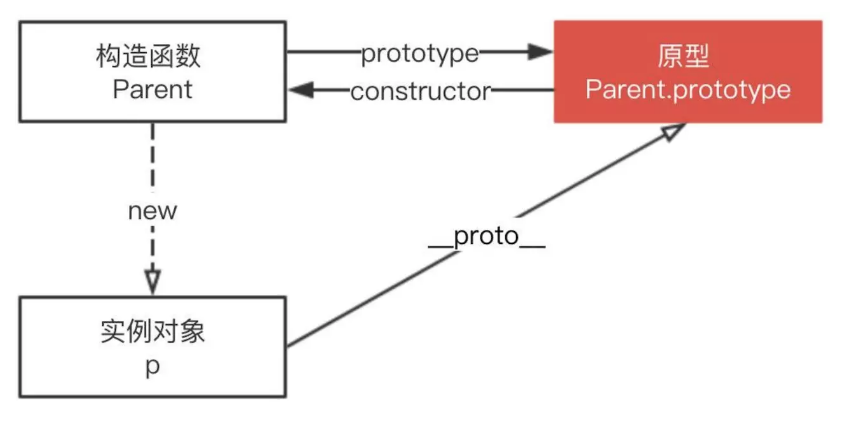 构造函数
Parent
prototype
constructor
原型
Parent.prototype
new
__proto__
实例对象
p